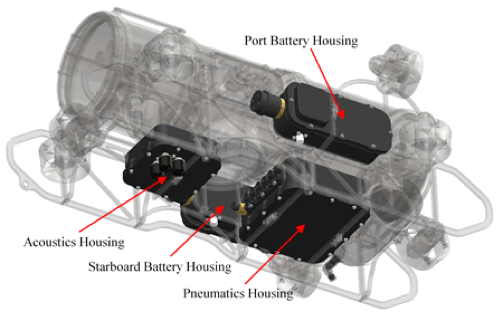 Port Battery Housing
Acoustics Housing
Starboard Battery Housing
Pneumatics Housing